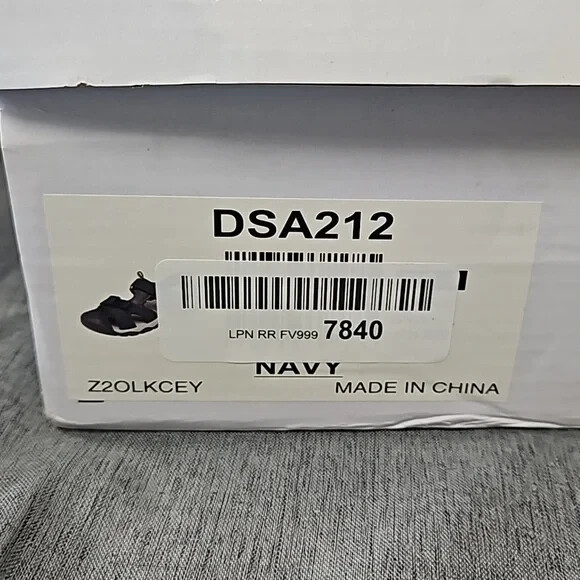 DSA212
LPN RR FV999 7840
NAVY
Z2OLKCEY MADE IN CHINA